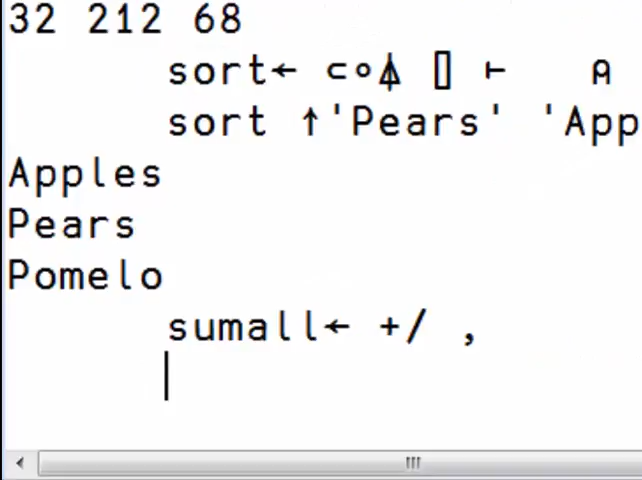 32 212 68
sort← ⊂∘⍋ ⌷ ⊢ ⍝
sort ↑'Pears' 'App
Apples
Pears
Pomelo
sumall← +/ ,